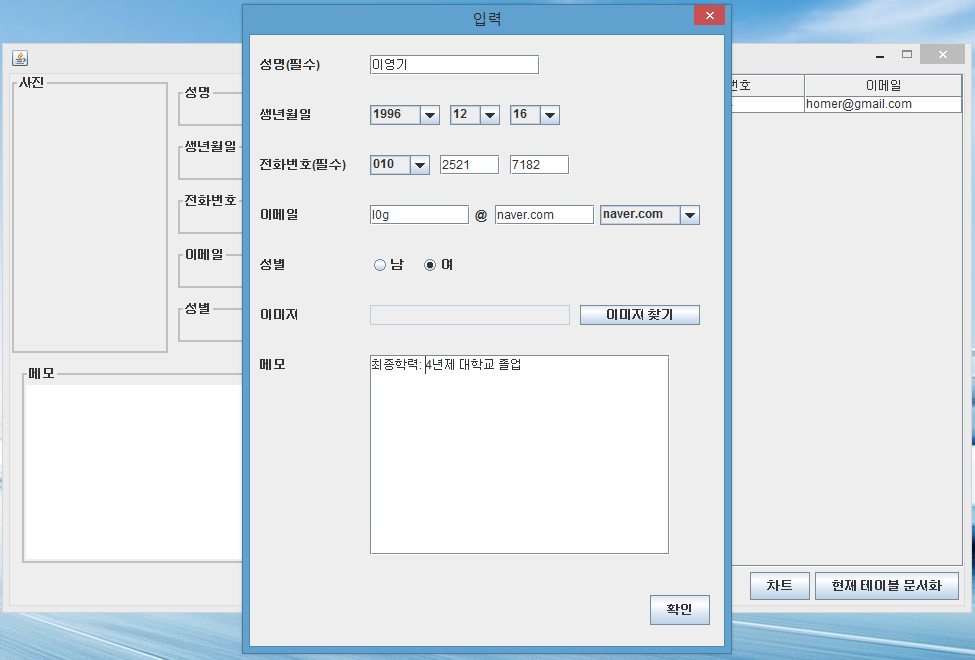 입력
성명(필수) 이영기
생년월일 1996 12 16
전화번호(필수) 010 2521 7182
이메일 l0g @ naver.com naver.com
성별 남 여
이미지 이미지 찾기
메모 최종학력: 4년제 대학교 졸업
확인
사진
성명
생년월일
전화번호
이메일
성별
메모
번호 이메일
homer@gmail.com
차트 현재 테이블 문서화